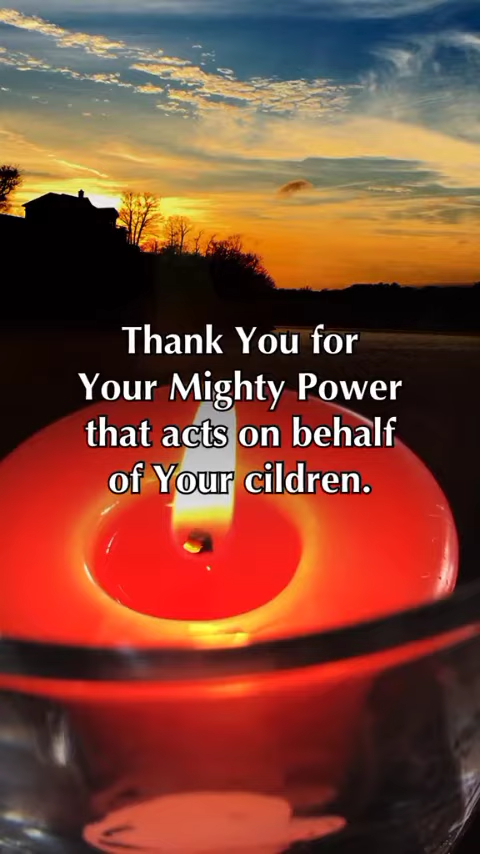 Thank You for
Your Mighty Power
that acts on behalf
of Your cildren.